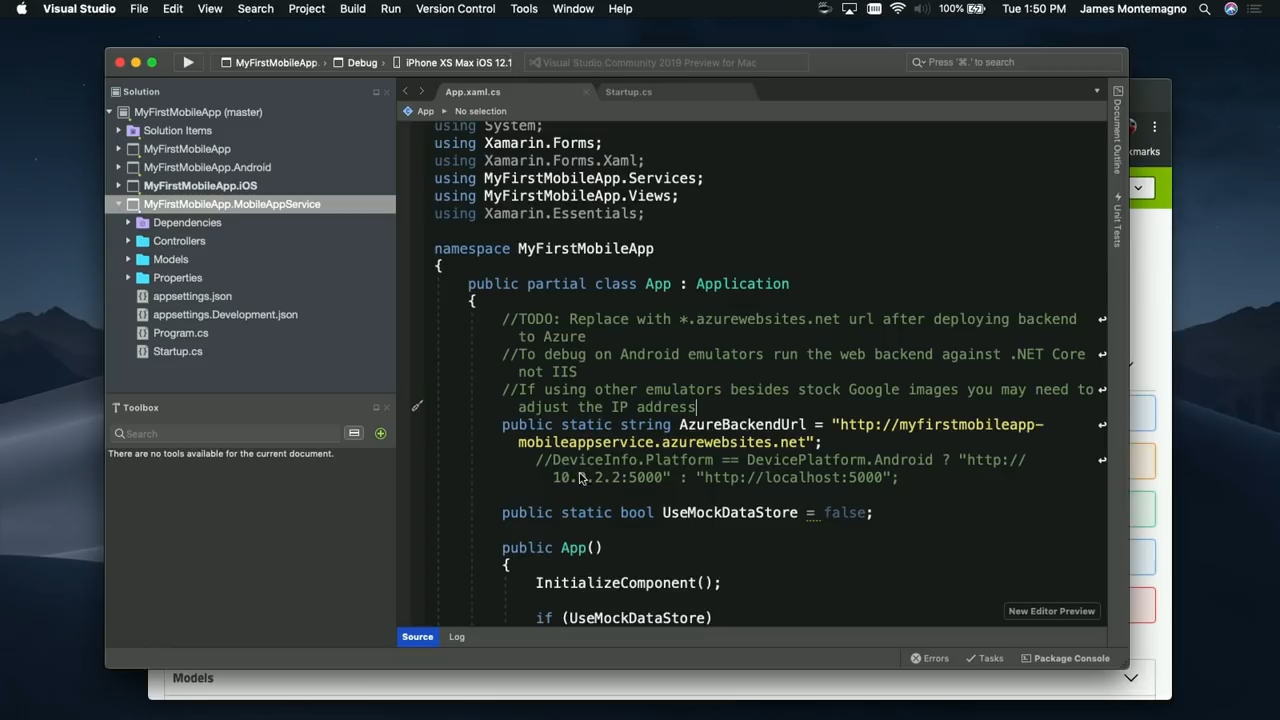 Visual Studio File Edit View Search Project Build Run Version Control Tools Window Help 100% Tue 1:50 PM James Montemagno
MyFirstMobileApp. Debug iPhone XS Max iOS 12.1 Visual Studio Community 2019 Preview for Mac Press ‘⌘.’ to search
Solution
MyFirstMobileApp (master)
Solution Items
MyFirstMobileApp
MyFirstMobileApp.Android
MyFirstMobileApp.iOS
MyFirstMobileApp.MobileAppService
Dependencies
Controllers
Models
Properties
appsettings.json
appsettings.Development.json
Program.cs
Startup.cs
Toolbox
Search
There are no tools available for the current document.
App.xaml.cs Startup.cs
App No selection
using System;
using Xamarin.Forms;
using Xamarin.Forms.Xaml;
using MyFirstMobileApp.Services;
using MyFirstMobileApp.Views;
using Xamarin.Essentials;
namespace MyFirstMobileApp
{
public partial class App : Application
{
//TODO: Replace with *.azurewebsites.net url after deploying backend
to Azure
//To debug on Android emulators run the web backend against .NET Core
not IIS
//If using other emulators besides stock Google images you may need to
adjust the IP address
public static string AzureBackendUrl = "http://myfirstmobileapp-
mobileappservice.azurewebsites.net";
//DeviceInfo.Platform == DevicePlatform.Android ? "http://
10. .2.2:5000" : "http://localhost:5000";
public static bool UseMockDataStore = false;
public App()
{
InitializeComponent();
if (UseMockDataStore)
New Editor Preview
Source Log
Errors Tasks Package Console
Document Outline
Unit Tests
kmarks
Models